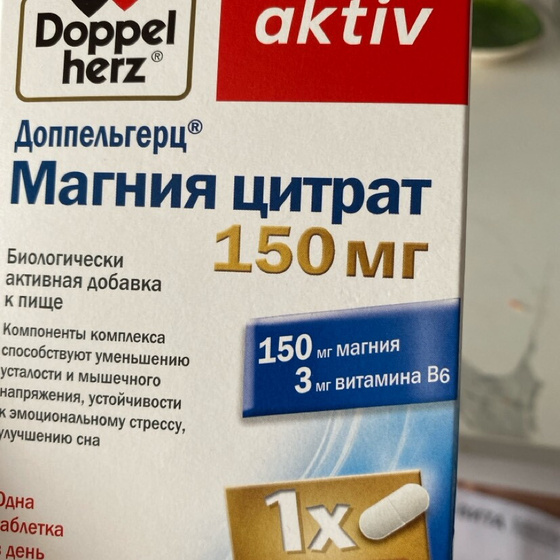 Doppel
herz®
aktiv
Доппельгерц®
Магния цитрат
150 мг
Биологически
активная добавка
к пище
150 мг магния
3 мг витамина B6
Компоненты комплекса
способствуют уменьшению
усталости и мышечного
напряжения, устойчивости
к эмоциональному стрессу,
улучшению сна
1x
Одна
таблетка
в день